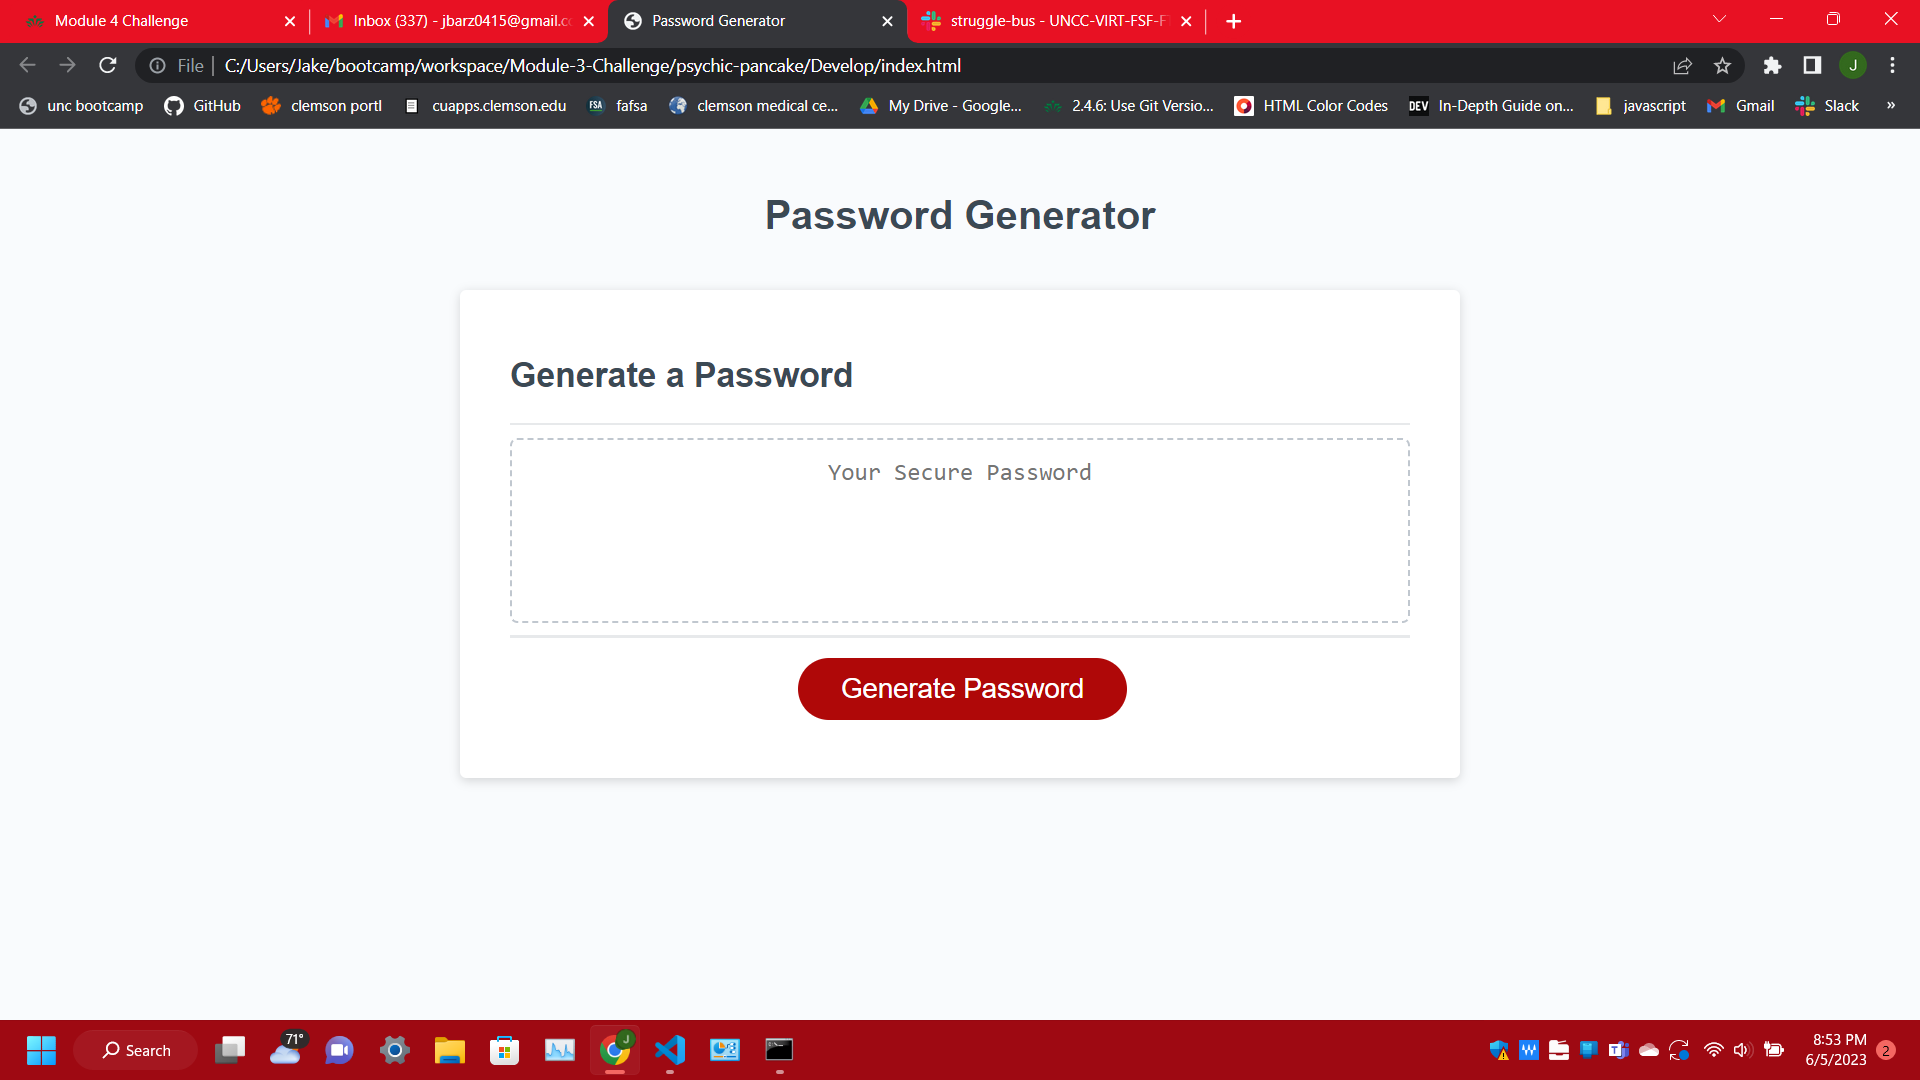 Module 4 Challenge
Inbox (337) - jbarz0415@gmail.c
Password Generator
struggle-bus - UNCC-VIRT-FSF-F
File
C:/Users/Jake/bootcamp/workspace/Module-3-Challenge/psychic-pancake/Develop/index.html
J
unc bootcamp
GitHub
clemson portl
cuapps.clemson.edu
FSA
fafsa
clemson medical ce...
My Drive - Google...
2.4.6: Use Git Versio...
HTML Color Codes
DEV
In-Depth Guide on...
javascript
Gmail
Slack
»
Password Generator
Generate a Password
Your Secure Password
Generate Password
Search
71°
J
8:53 PM
6/5/2023
2